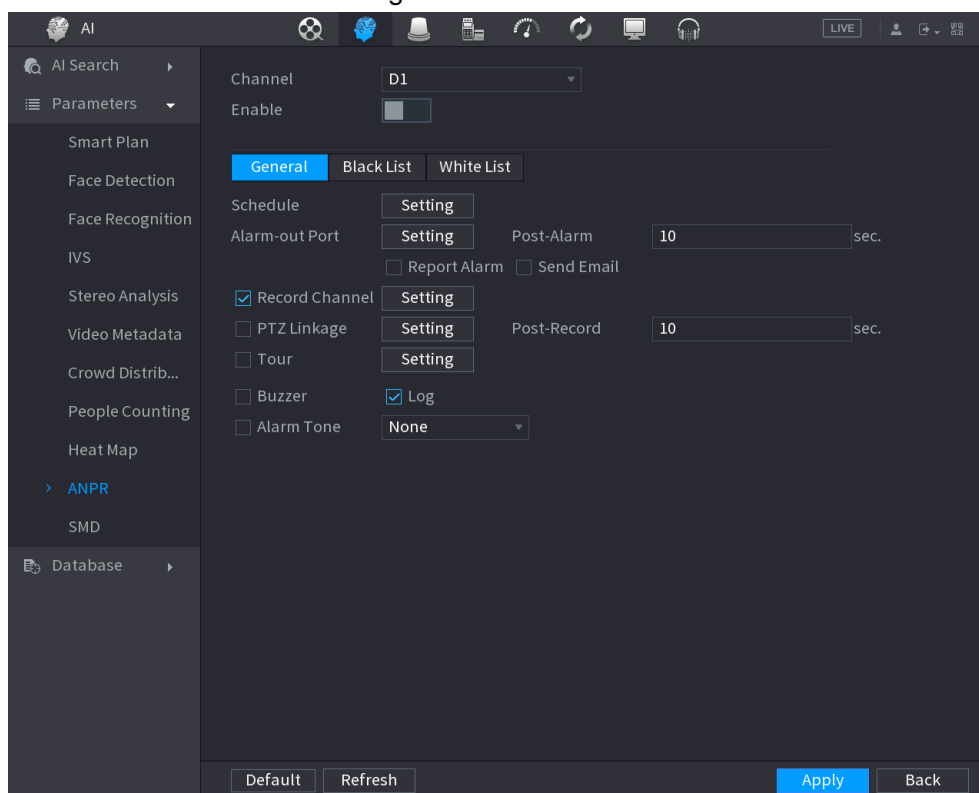 AI
LIVE
AI Search
Parameters
Smart Plan
Face Detection
Face Recognition
IVS
Stereo Analysis
Video Metadata
Crowd Distrib...
People Counting
Heat Map
ANPR
SMD
Database
Channel D1
Enable
General Black List White List
Schedule Setting
Alarm-out Port Setting Post-Alarm 10 sec.
Report Alarm Send Email
Record Channel Setting
PTZ Linkage Setting Post-Record 10 sec.
Tour Setting
Buzzer Log
Alarm Tone None
Default Refresh Apply Back